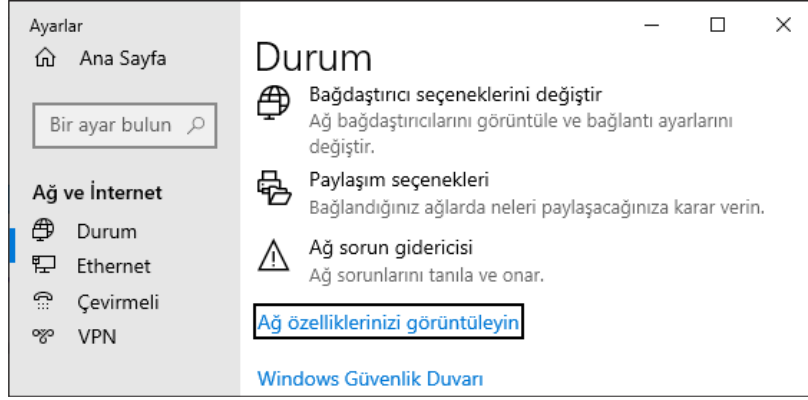 Ayarlar
Ana Sayfa
Bir ayar bulun
Ağ ve İnternet
Durum
Ethernet
Çevirmeli
VPN
Durum
Bağdaştırıcı seçeneklerini değiştir
Ağ bağdaştırıcılarını görüntüle ve bağlantı ayarlarını
değiştir.
Paylaşım seçenekleri
Bağlandığınız ağlarda neleri paylaşacağınıza karar verin.
Ağ sorun gidericisi
Ağ sorunlarını tanıla ve onar.
Ağ özelliklerinizi görüntüleyin
Windows Güvenlik Duvarı